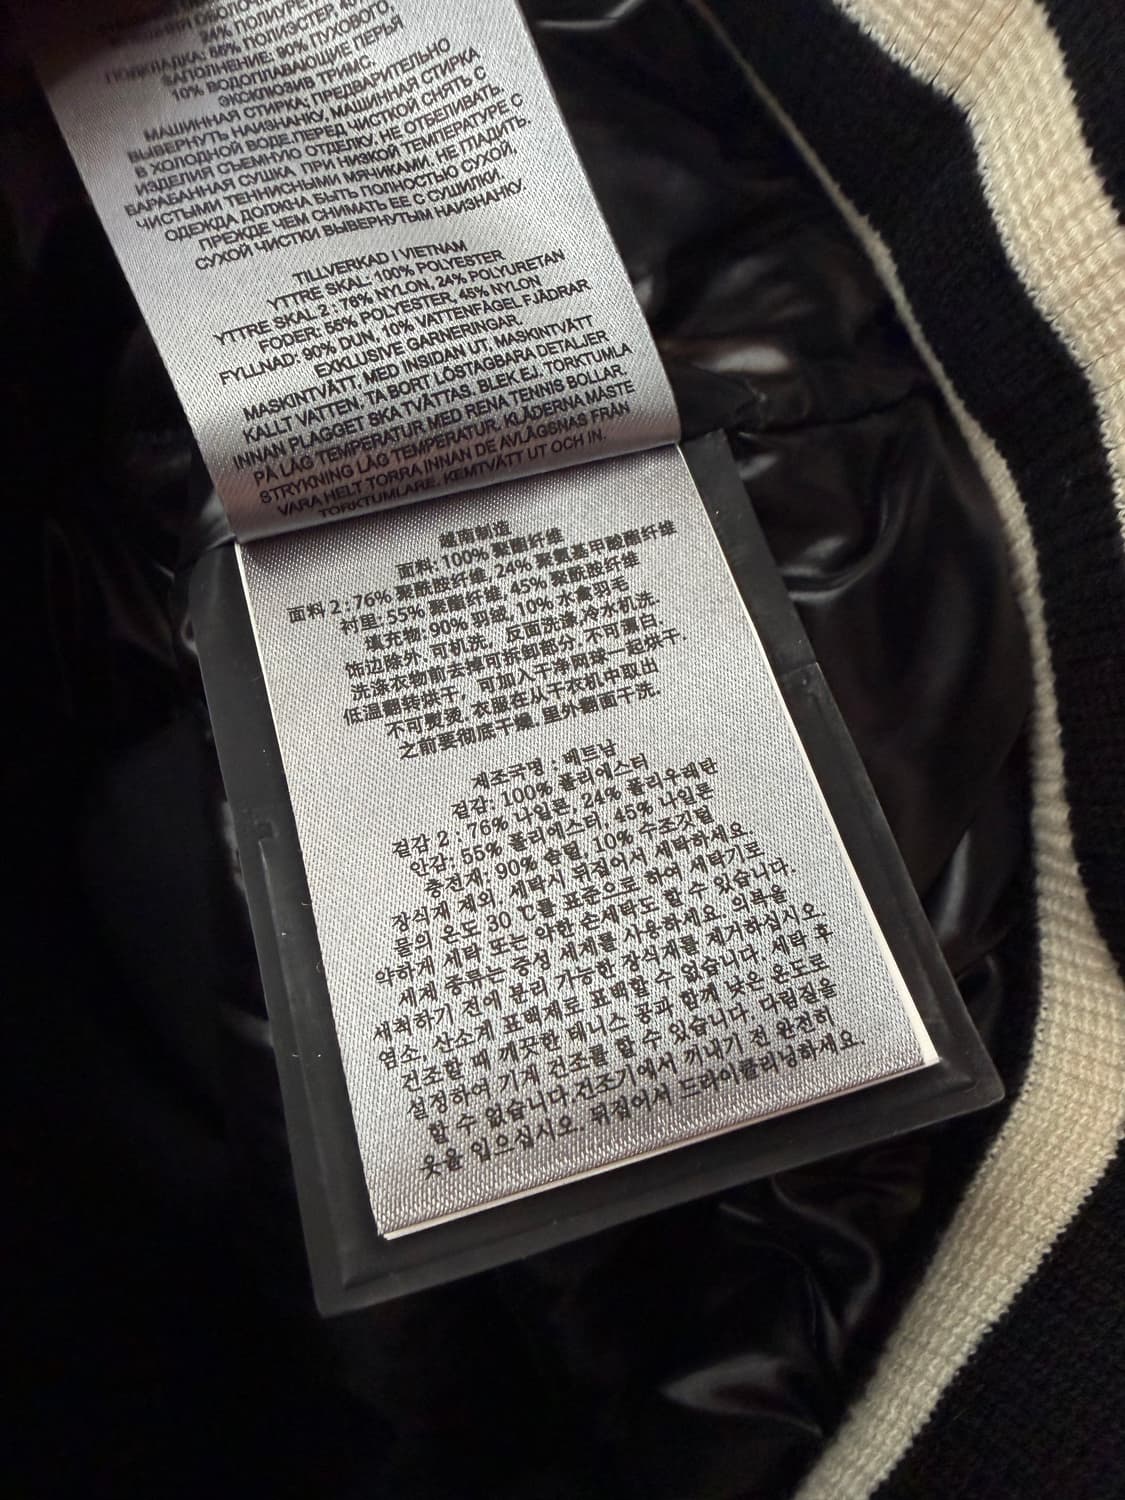 24% ПОЛИУРЕ
ПОДКЛАДКА: 55% ПОЛИЭСТЕР
ЗАПОЛНЕНИЕ: 90% ПУХОВОГО,
10% ВОДОПЛАВАЮЩИЕ ПЕРЬЯ
ЭКСКЛЮЗИВ ТРИМС.
МАШИННАЯ СТИРКА; ПРЕДВАРИТЕЛЬНО
ВЫВЕРНУТЬ НАИЗНАНКУ, МАШИННАЯ СТИРКА
В ХОЛОДНОЙ ВОДЕ.ПЕРЕД ЧИСТКОЙ СНЯТЬ С
ИЗДЕЛИЯ СЪЕМНУЮ ОТДЕЛКУ, НЕ ОТБЕЛИВАТЬ.
БАРАБАННАЯ СУШКА ПРИ НИЗКОЙ ТЕМПЕРАТУРЕ С
ЧИСТЫМИ ТЕННИСНЫМИ МЯЧИКАМИ. НЕ ГЛАДИТЬ.
ОДЕЖДА ДОЛЖНА БЫТЬ ПОЛНОСТЬЮ СУХОЙ,
ПРЕЖДЕ ЧЕМ СНИМАТЬ ЕЕ С СУШИЛКИ
СУХОЙ ЧИСТКИ ВЫВЕРНУТЫМ НАИЗНАНКУ.
TILLVERKAD I VIETNAM
YTTRE SKAL: 100% POLYESTER
YTTRE SKAL 2 : 76% NYLON, 24% POLYURETAN
FODER: 55% POLYESTER, 45% NYLON
FYLLNAD: 90% DUN, 10% VATTENFÅGEL FJÄDRAR
EXKLUSIVE GARNERINGAR.
MASKINTVÄTT, MED INSIDAN UT. MASKINTVÄTT
KALLT VATTEN. TA BORT LÖSTAGBARA DETALJER
INNAN PLAGGET SKA TVÄTTAS. BLEK EJ. TORKTUMLA
PÅ LÅG TEMPERATUR MED RENA TENNIS BOLLAR.
STRYKNING LÅG TEMPERATUR. KLÄDERNA MÅSTE
VARA HELT TORRA INNAN DE AVLÄGSNAS FRÅN
TORKTUMLARE. KEMTVÄTT UT OCH IN.
越南制造
面料: 100% 聚酯纤维
面料 2 : 76% 聚酰胺纤维, 24% 聚氨基甲酸酯纤维
衬里: 55% 聚酯纤维, 45% 聚酰胺纤维
填充物: 90% 羽绒, 10% 水禽羽毛
饰边除外. 可机洗. 反面洗涤,冷水机洗
洗涤衣物前去掉可拆卸部分. 不可漂白.
低温翻转烘干. 可加入干净网球一起烘干.
不可熨烫. 衣服在从干衣机中取出
之前要彻底干燥. 里外翻面干洗.
제조국명 : 베트남
겉감: 100% 폴리에스터
겉감 2 : 76% 나일론, 24% 폴리우레탄
안감: 55% 폴리에스터, 45% 나일론
충전재: 90% 솜털, 10% 수조깃털
장식재 제외. 세탁시 뒤집어서 세탁하세요.
물의 온도 30 ℃를 표준으로 하여 세탁기로
약하게 세탁 또는 약한 손세탁도 할 수 있습니다.
세제 종류는 중성 세제를 사용하세요. 의복을
세척하기 전에 분리 가능한 장식재를 제거하십시오.
염소, 산소계 표백제로 표백할수 없습니다. 세탁 후
건조할 때 깨끗한 테니스 공과 함께 낮은 온도로
설정하여 기계 건조를 할 수 있습니다. 다림질을
할 수 없습니다.건조기에서 꺼내기 전 완전히
옷을 입으십시오. 뒤집어서 드라이클리닝하세요.